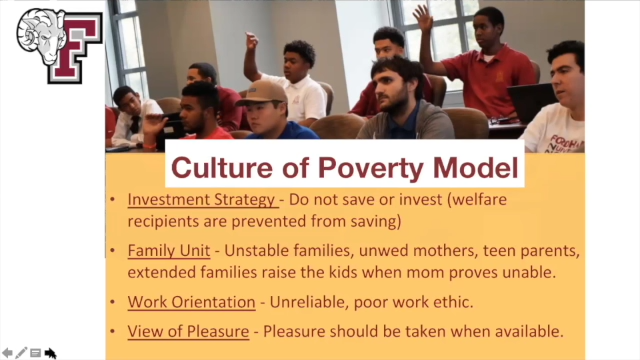 F
Culture of Poverty Model
• Investment Strategy - Do not save or invest (welfare
recipients are prevented from saving)
• Family Unit - Unstable families, unwed mothers, teen parents,
extended families raise the kids when mom proves unable.
• Work Orientation - Unreliable, poor work ethic.
• View of Pleasure - Pleasure should be taken when available.